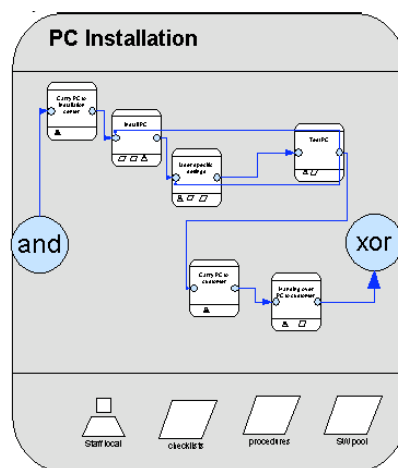 PC Installation
Carry PC to
installation
center
Install PC
Insert specific
settings
Test PC
and
xor
Carry PC to
customer
Handing over
PC to customer
Staff local
checklists
procedures
SW pool